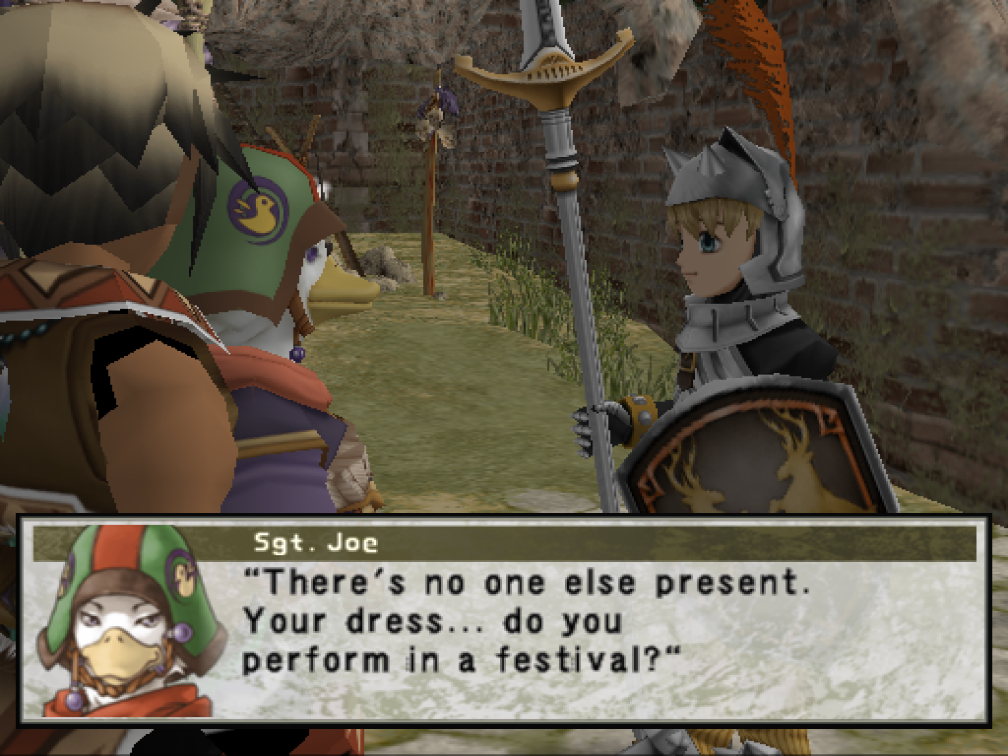 Sgt. Joe
“There's no one else present.
Your dress... do you
perform in a festival?“